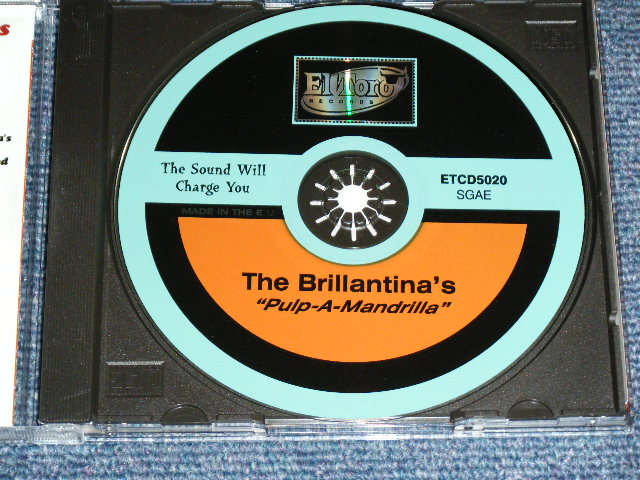 s
a's
El Toro
RECORDS
The Sound Will
Charge You
ETCD5020
SGAE
MADE IN THE E.U
The Brillantina's
"Pulp-A-Mandrilla"